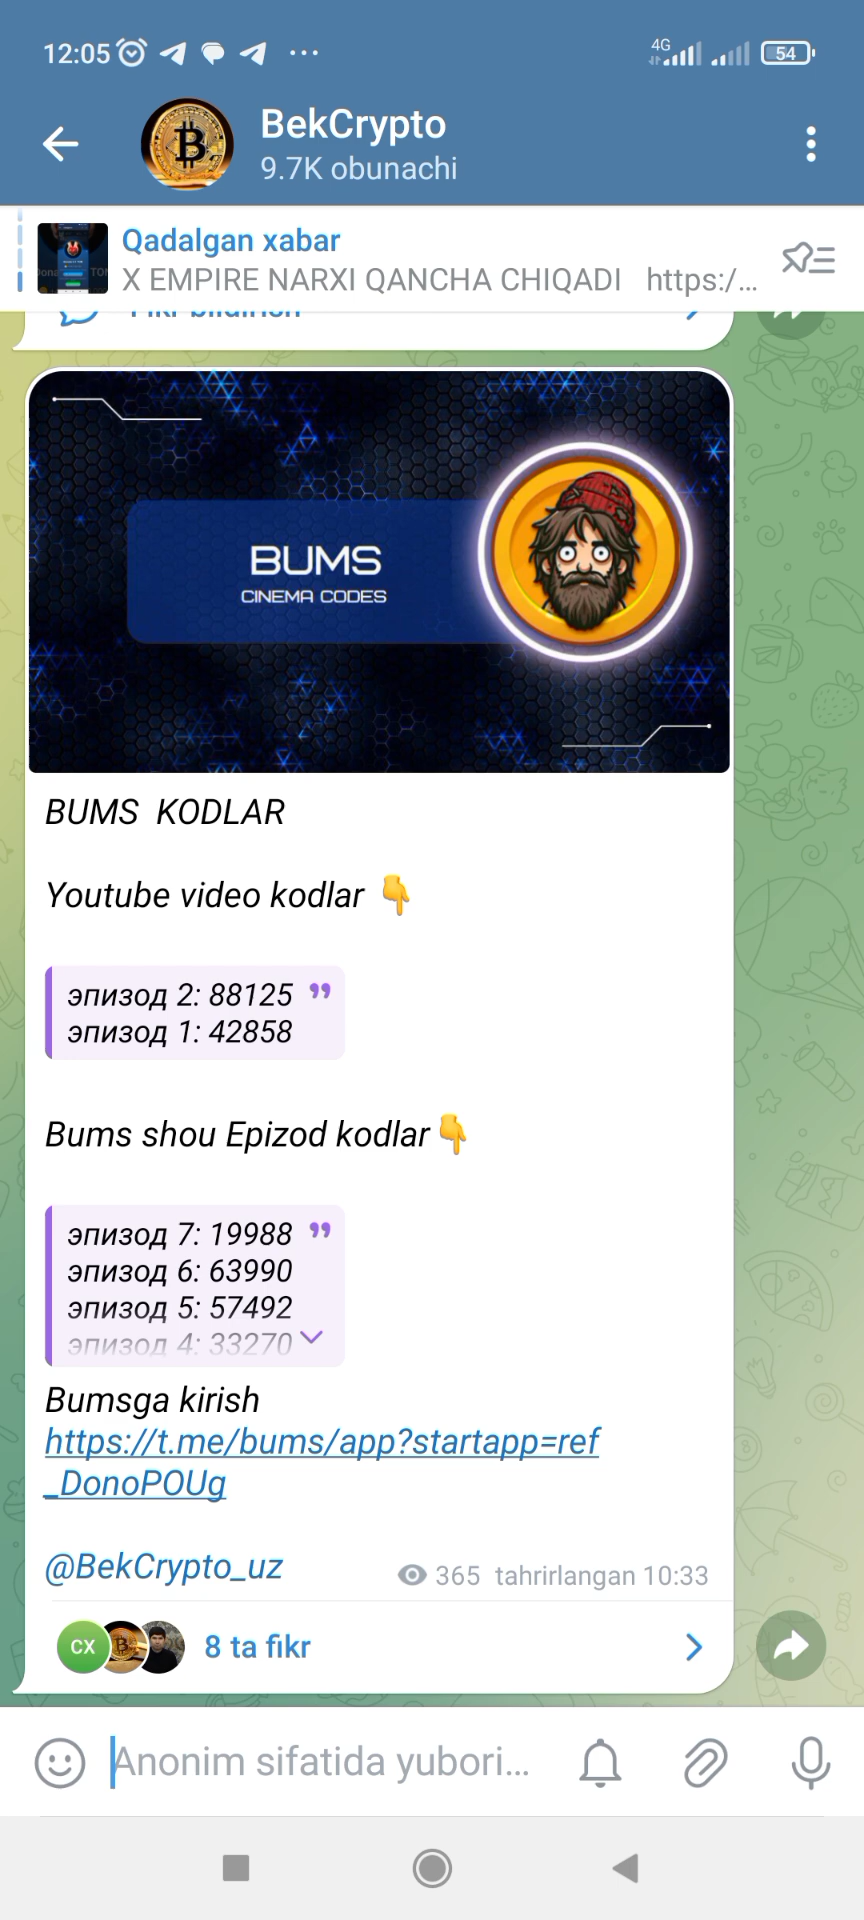 12:05
4G
54
BekCrypto
9.7K obunachi
Qadalgan xabar
X EMPIRE NARXI QANCHA CHIQADI https:/...
Fikr bildirish
BUMS
CINEMA CODES
BUMS KODLAR
Youtube video kodlar 👇
эпизод 2: 88125
эпизод 1: 42858
Bums shou Epizod kodlar👇
эпизод 7: 19988
эпизод 6: 63990
эпизод 5: 57492
эпизод 4: 33270
Bumsga kirish
https://t.me/bums/app?startapp=ref
_DonoPOUg
@BekCrypto_uz
365 tahrirlangan 10:33
CX
8 ta fikr
Anonim sifatida yubori...